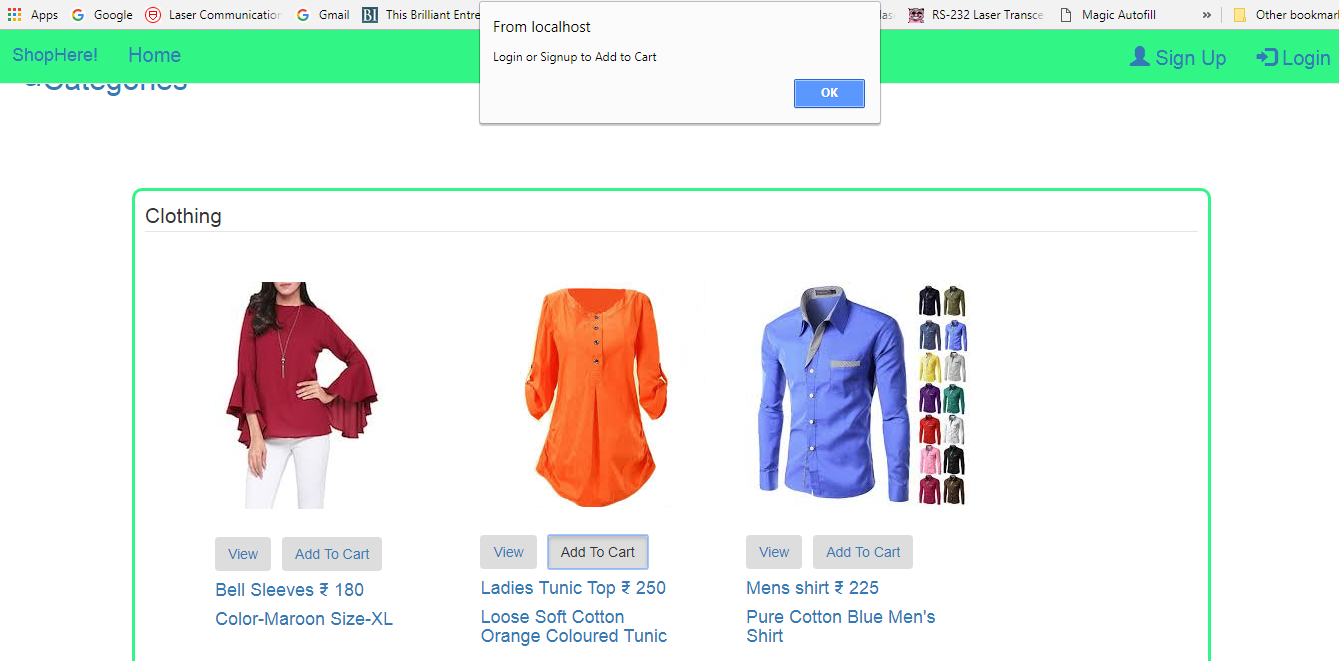 Apps Google Laser Communication Gmail BI This Brilliant Entre RS-232 Laser Transce Magic Autofill » Other bookmar
From localhost
Login or Signup to Add to Cart
OK
ShopHere! Home Sign Up Login
Categories
Clothing
View Add To Cart View Add To Cart View Add To Cart
Bell Sleeves ₹ 180
Color-Maroon Size-XL
Ladies Tunic Top ₹ 250
Loose Soft Cotton
Orange Coloured Tunic
Mens shirt ₹ 225
Pure Cotton Blue Men's
Shirt